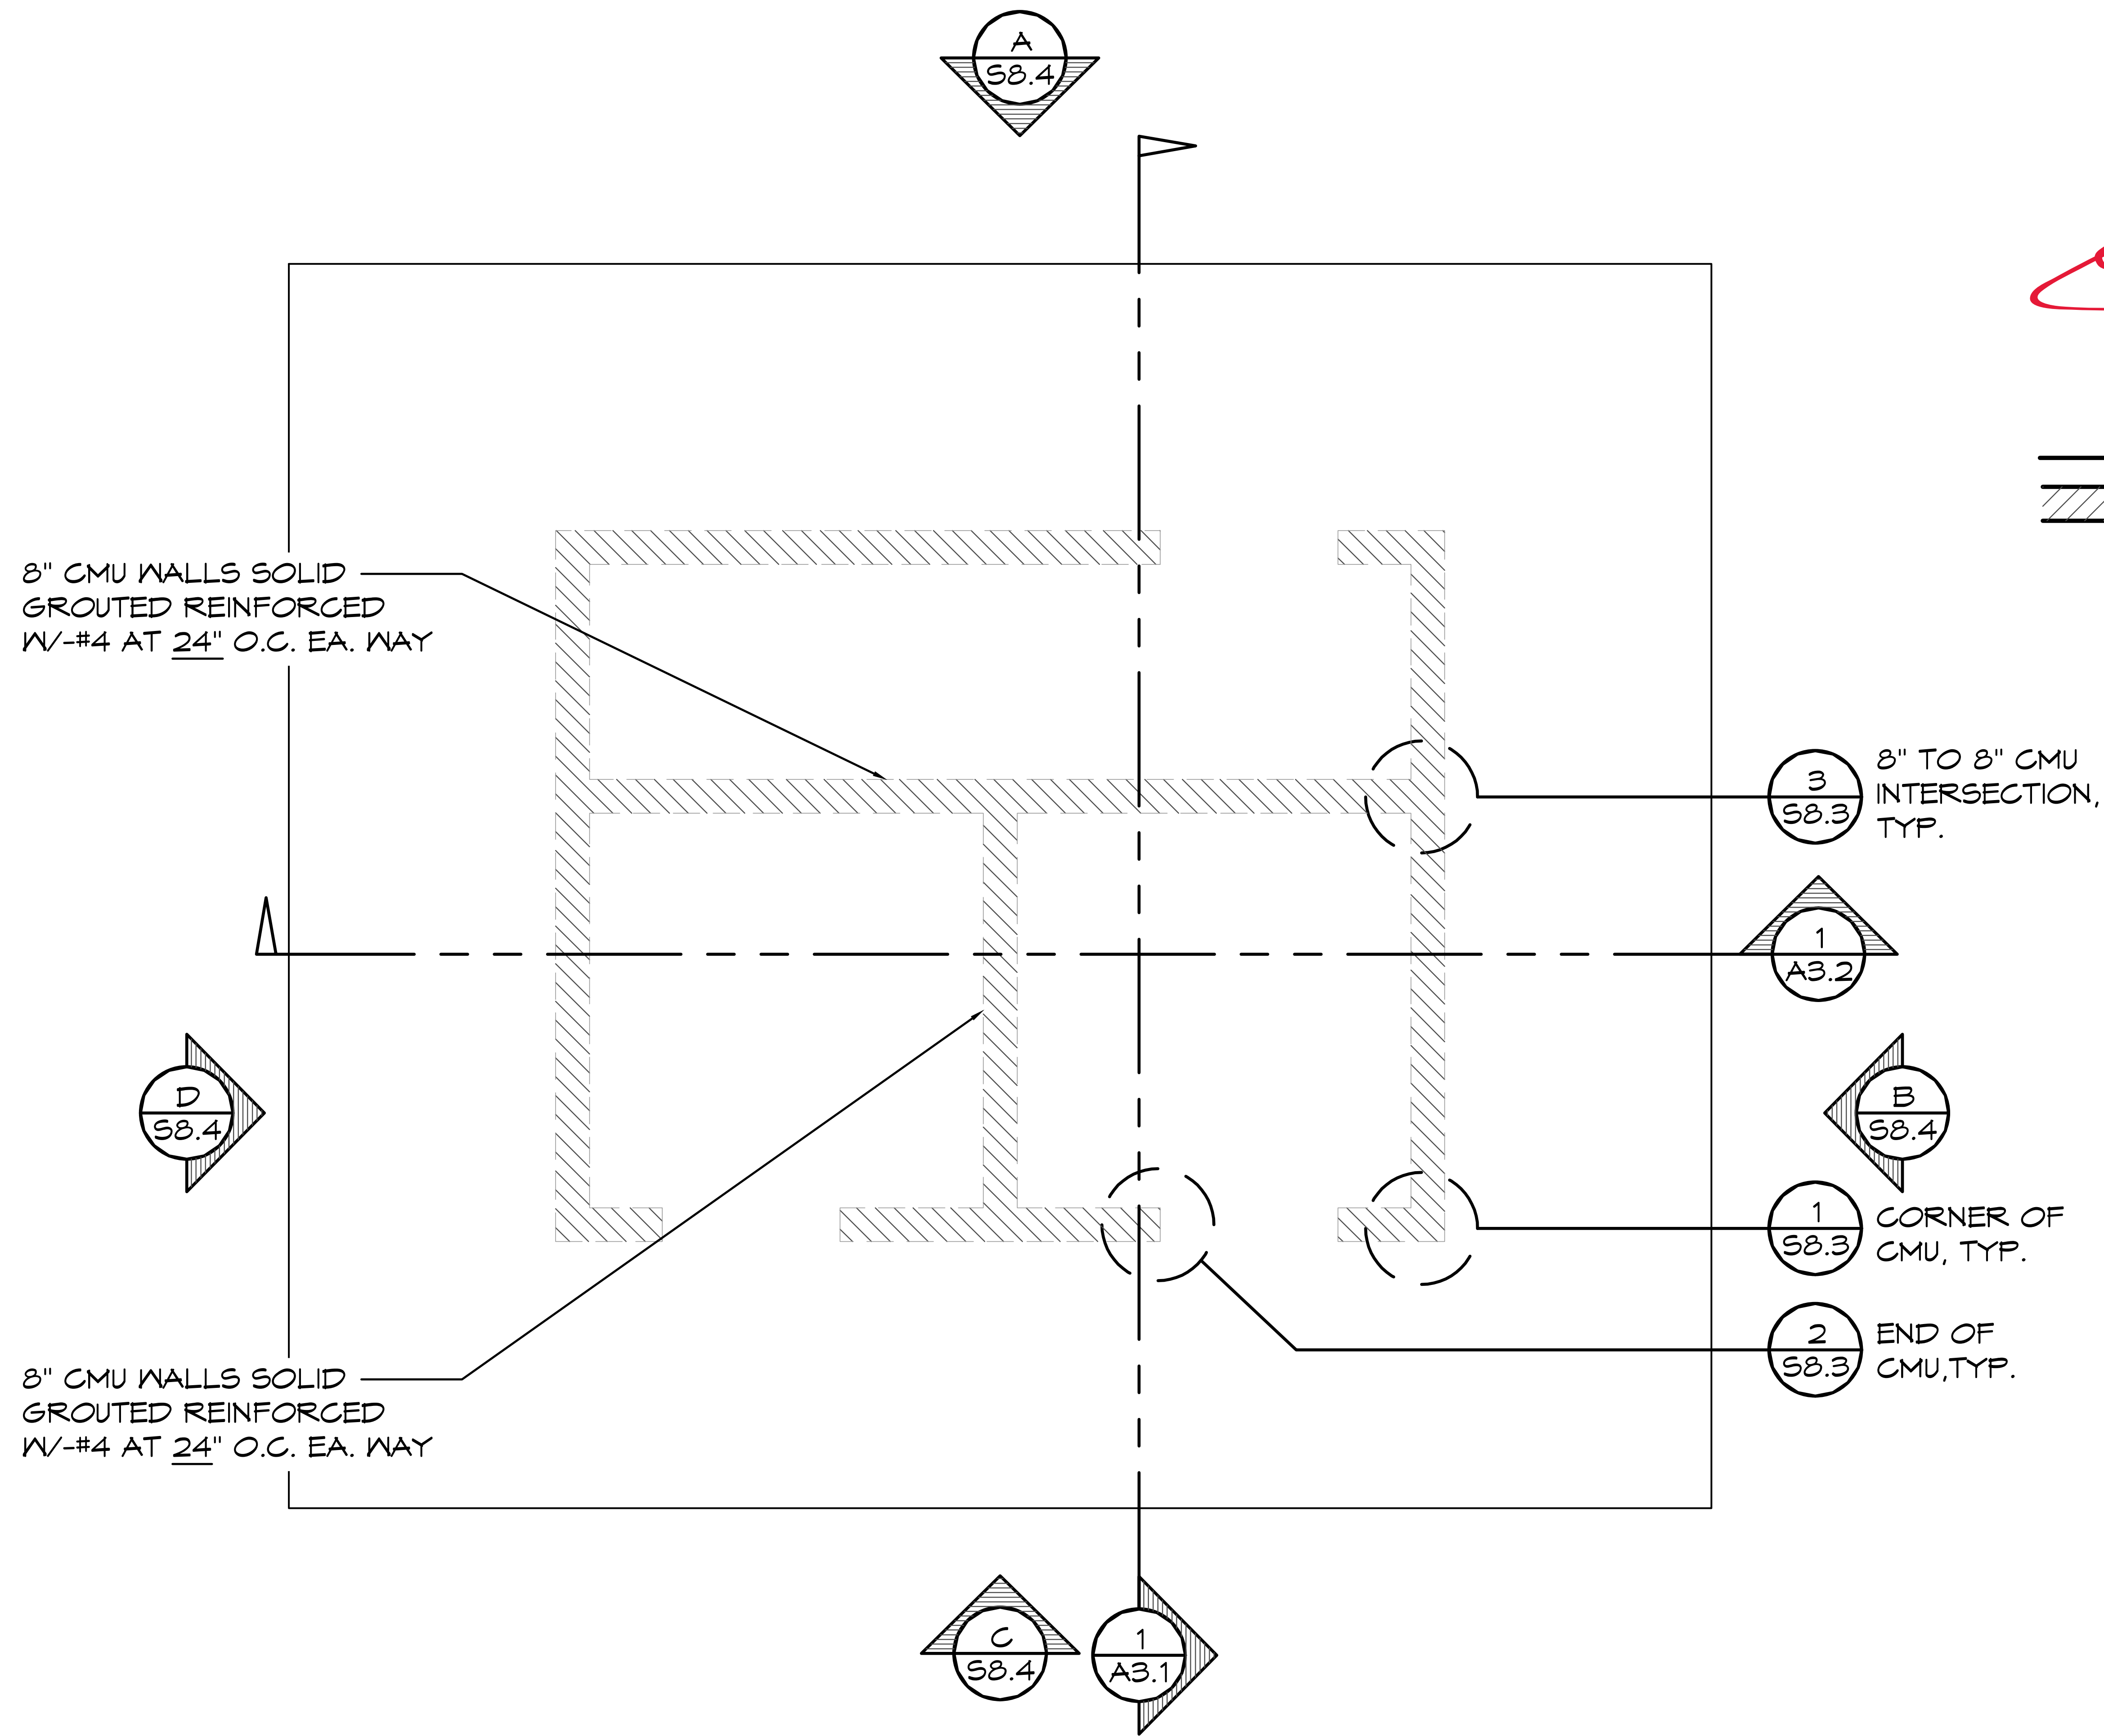 A
S8.4
8" CMU WALLS SOLID
GROUTED REINFORCED
W/-#4 AT 24" O.C. EA. WAY
3
S8.3
8" TO 8" CMU
INTERSECTION,
TYP.
1
A3.2
D
S8.4
B
S8.4
1
S8.3
CORNER OF
CMU, TYP.
2
S8.3
END OF
CMU,TYP.
8" CMU WALLS SOLID
GROUTED REINFORCED
W/-#4 AT 24" O.C. EA. WAY
C
S8.4
1
A3.1